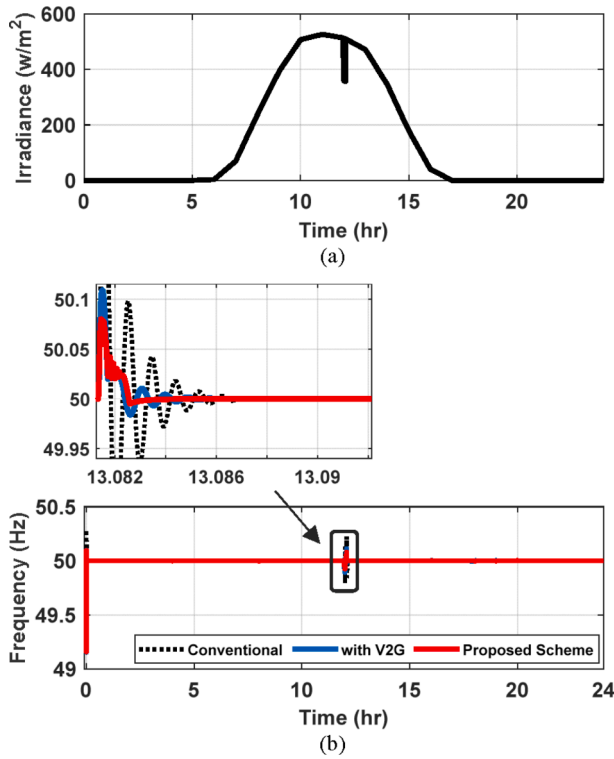 600
400
200
0
Irradiance (w/m²)
0 5 10 15 20
Time (hr)
(a)
50.1
50.05
50
49.95
13.082 13.086 13.09
50.5
50
49.5
49
Frequency (Hz)
Conventional with V2G Proposed Scheme
0 5 10 15 20 24
Time (hr)
(b)